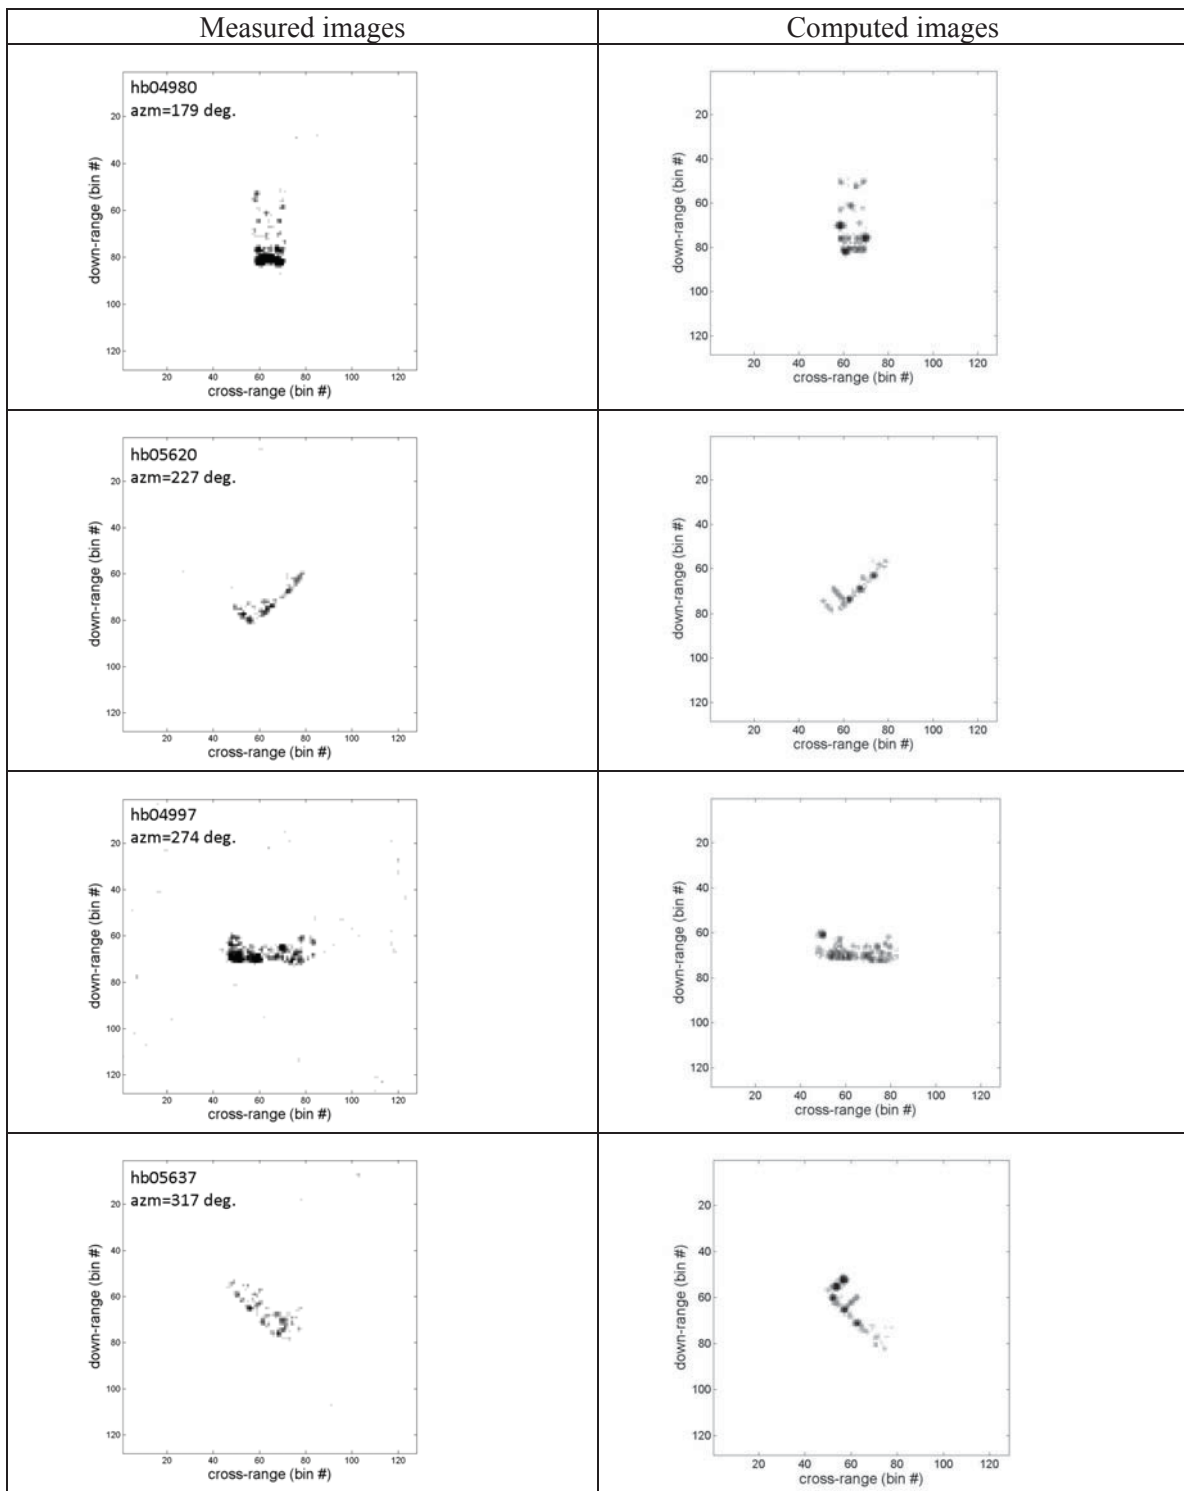 Measured images
Computed images
hb04980
azm=179 deg.
20
40
60
80
100
120
down-range (bin #)
20 40 60 80 100 120
cross-range (bin #)
20
40
60
80
100
120
down-range (bin #)
20 40 60 80 100 120
cross-range (bin #)
hb05620
azm=227 deg.
20
40
60
80
100
120
down-range (bin #)
20 40 60 80 100 120
cross-range (bin #)
20
40
60
80
100
120
down-range (bin #)
20 40 60 80 100 120
cross-range (bin #)
hb04997
azm=274 deg.
20
40
60
80
100
120
down-range (bin #)
20 40 60 80 100 120
cross-range (bin #)
20
40
60
80
100
120
down-range (bin #)
20 40 60 80 100 120
cross-range (bin #)
hb05637
azm=317 deg.
20
40
60
80
100
120
down-range (bin #)
20 40 60 80 100 120
cross-range (bin #)
20
40
60
80
100
120
down-range (bin #)
20 40 60 80 100 120
cross-range (bin #)